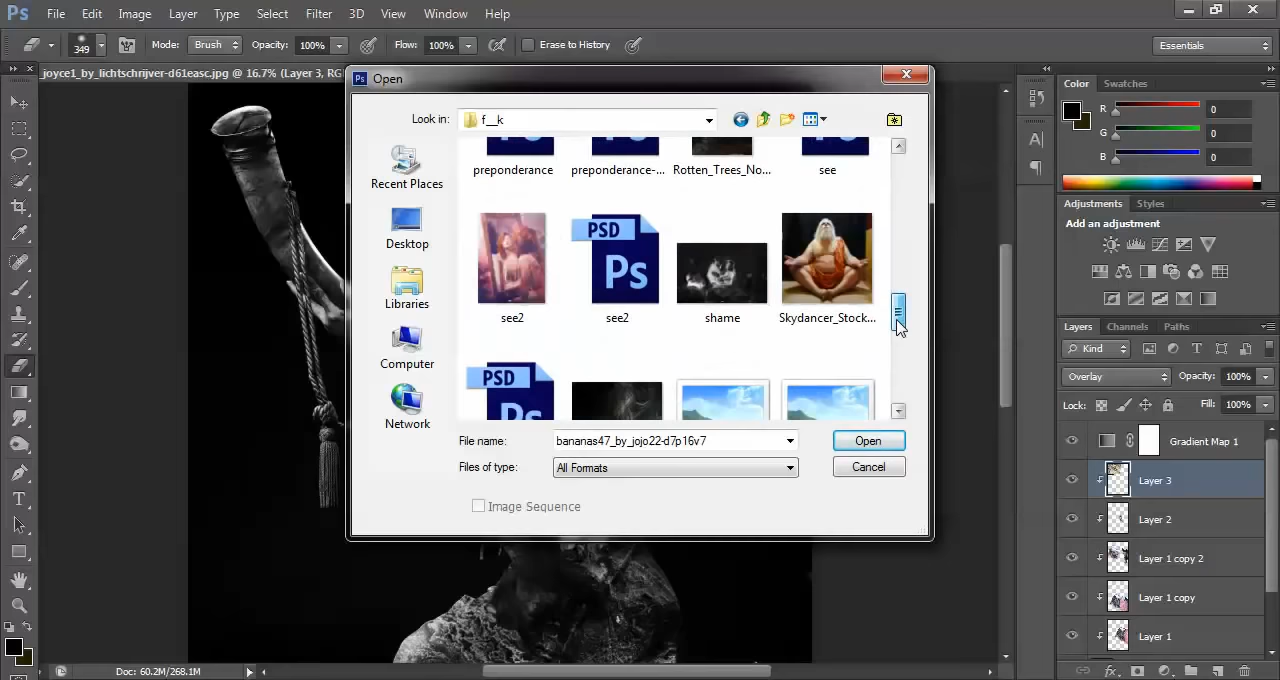 Ps File Edit Image Layer Type Select Filter 3D View Window Help
349 Mode: Brush Opacity: 100% Flow: 100% Erase to History Essentials
joyce1_by_lichtschrijver-d61easc.jpg @ 16.7% (Layer 3, RG
Ps Open
Look in: f__k
Recent Places
Desktop
Libraries
Computer
Network
preponderance preponderance-... Rotten_Trees_No... see
PSD
Ps
see2 see2 shame Skydancer_Stock...
PSD
File name: bananas47_by_jojo22-d7p16v7 Open
Files of type: All Formats Cancel
Image Sequence
Color Swatches
R 0
G 0
B 0
Adjustments Styles
Add an adjustment
Layers Channels Paths
Kind
Overlay Opacity: 100%
Lock: Fill: 100%
Gradient Map 1
Layer 3
Layer 2
Layer 1 copy 2
Layer 1 copy
Layer 1
Doc: 60.2M/268.1M